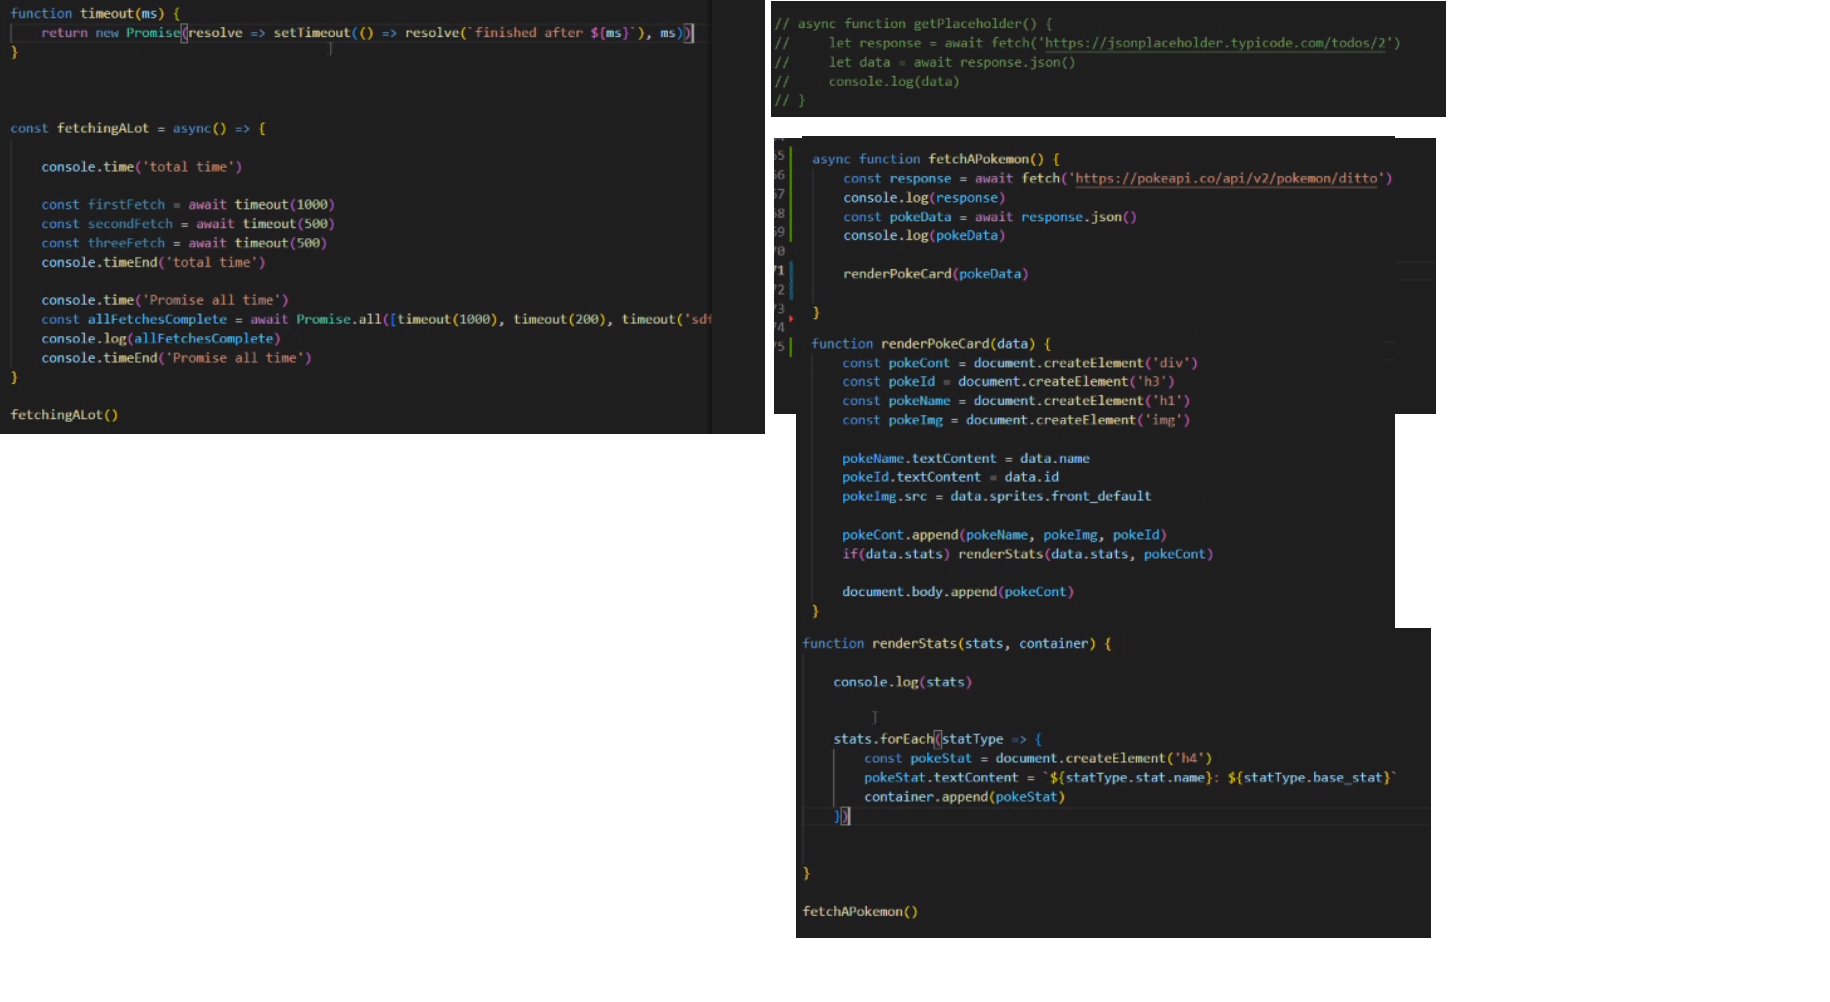 function timeout(ms) {
    return new Promise(resolve => setTimeout(() => resolve(`finished after ${ms}`), ms))
}
const fetchingALot = async() => {
    console.time('total time')
    const firstFetch = await timeout(1000)
    const secondFetch = await timeout(500)
    const threeFetch = await timeout(500)
    console.timeEnd('total time')
    console.time('Promise all time')
    const allFetchesComplete = await Promise.all([timeout(1000), timeout(200), timeout('sdf
    console.log(allFetchesComplete)
    console.timeEnd('Promise all time')
}
fetchingALot()
// async function getPlaceholder() {
//     let response = await fetch('https://jsonplaceholder.typicode.com/todos/2')
//     let data = await response.json()
//     console.log(data)
// }
65 async function fetchAPokemon() {
66     const response = await fetch('https://pokeapi.co/api/v2/pokemon/ditto')
67     console.log(response)
68     const pokeData = await response.json()
69     console.log(pokeData)
70
71     renderPokeCard(pokeData)
72
73 }
74
75 function renderPokeCard(data) {
    const pokeCont = document.createElement('div')
    const pokeId = document.createElement('h3')
    const pokeName = document.createElement('h1')
    const pokeImg = document.createElement('img')
    pokeName.textContent = data.name
    pokeId.textContent = data.id
    pokeImg.src = data.sprites.front_default
    pokeCont.append(pokeName, pokeImg, pokeId)
    if(data.stats) renderStats(data.stats, pokeCont)
    document.body.append(pokeCont)
}
function renderStats(stats, container) {
    console.log(stats)
    stats.forEach(statType => {
        const pokeStat = document.createElement('h4')
        pokeStat.textContent = `${statType.stat.name}: ${statType.base_stat}`
        container.append(pokeStat)
    })
}
fetchAPokemon()